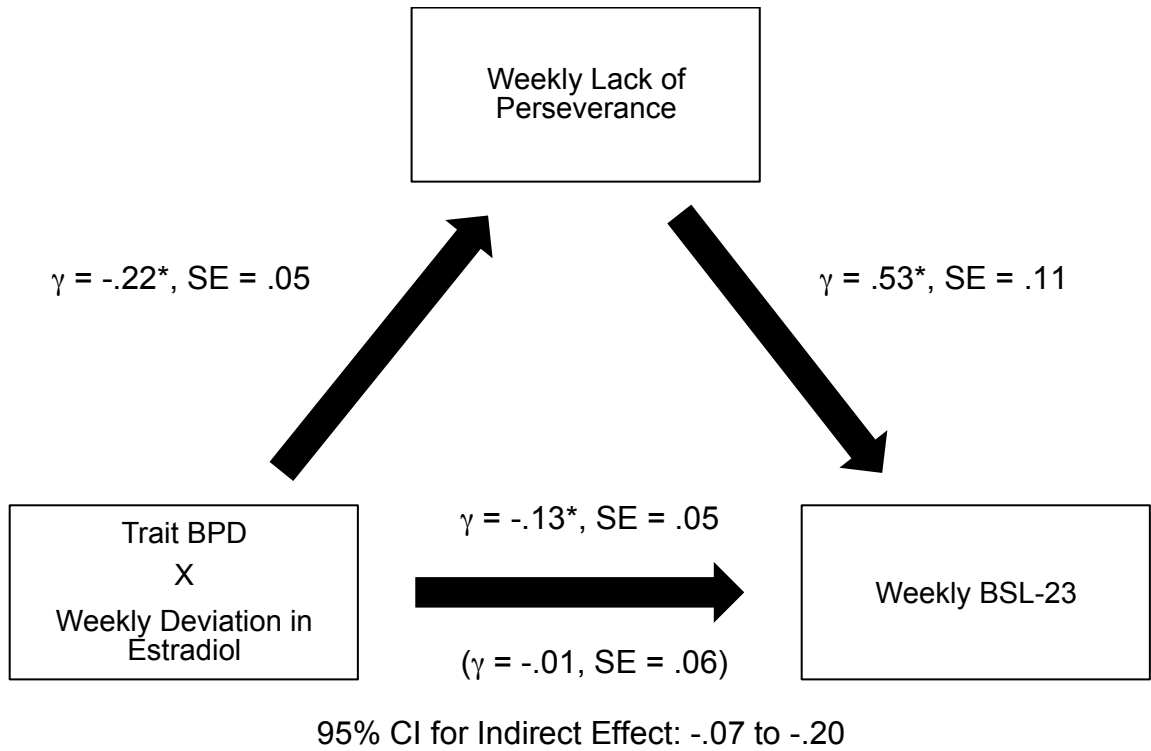 Weekly Lack of
Perseverance
γ = -.22*, SE = .05
γ = .53*, SE = .11
Trait BPD
X
Weekly Deviation in
Estradiol
γ = -.13*, SE = .05
(γ = -.01, SE = .06)
Weekly BSL-23
95% CI for Indirect Effect: -.07 to -.20